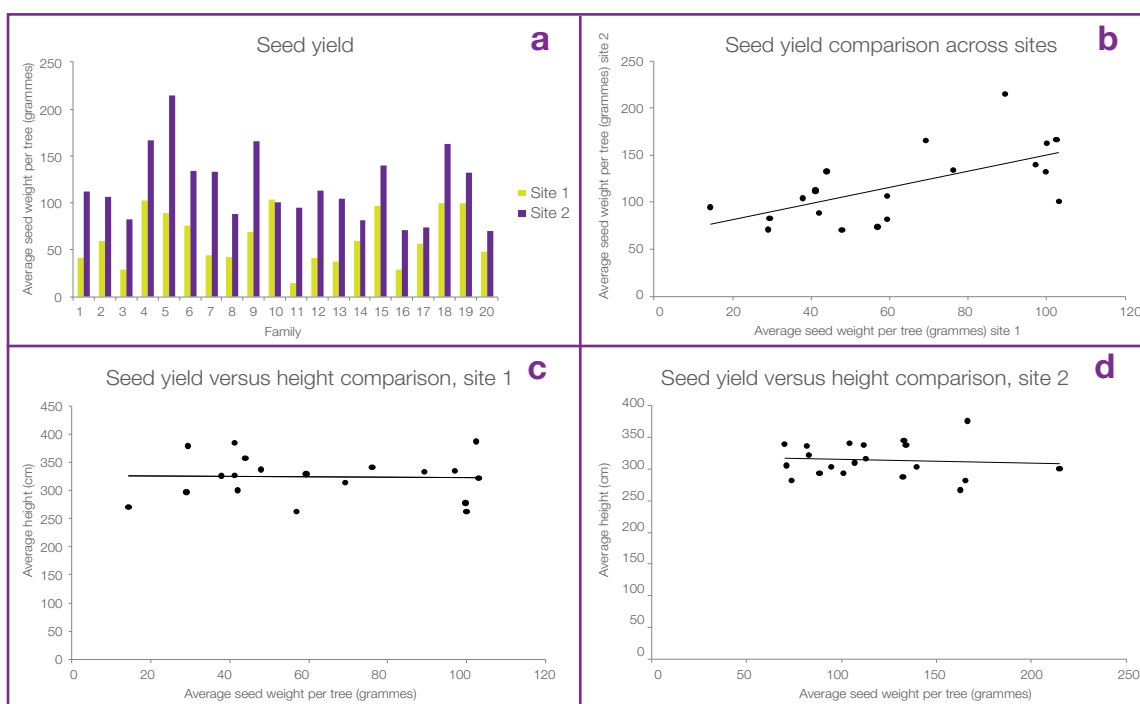 a
Seed yield
Average seed weight per tree (grammes)
250
200
150
100
50
0
1 2 3 4 5 6 7 8 9 10 11 12 13 14 15 16 17 18 19 20
Family
Site 1
Site 2
b
Seed yield comparison across sites
Average seed weight per tree (grammes) site 2
250
200
150
100
50
0
0 20 40 60 80 100 120
Average seed weight per tree (grammes) site 1
c
Seed yield versus height comparison, site 1
Average height (cm)
450
400
350
300
350
300
250
200
150
100
50
0
0 20 40 60 80 100 120
Average seed weight per tree (grammes)
d
Seed yield versus height comparison, site 2
Average height (cm)
400
350
300
350
300
250
200
150
100
50
0
0 50 100 150 200 250
Average seed weight per tree (grammes)